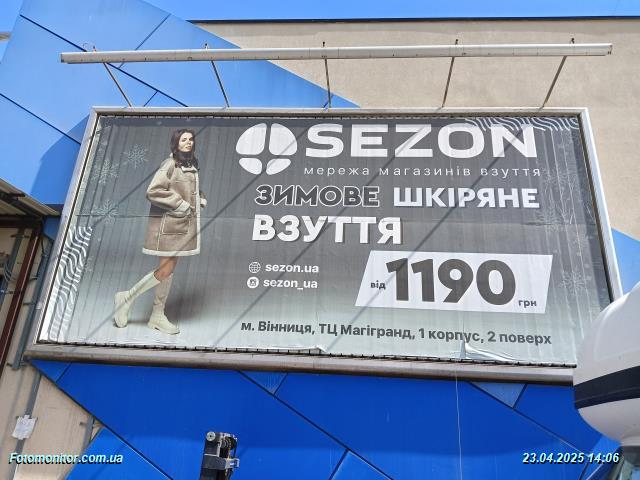 SEZON
мережа магазинів взуття
ЗИМОВЕ ШКІРЯНЕ
ВЗУТТЯ
sezon.ua
sezon_ua
від 1190 грн
м. Вінниця, ТЦ Магігранд, 1 корпус, 2 поверх
Fotomonitor.com.ua
23.04.2025 14:06